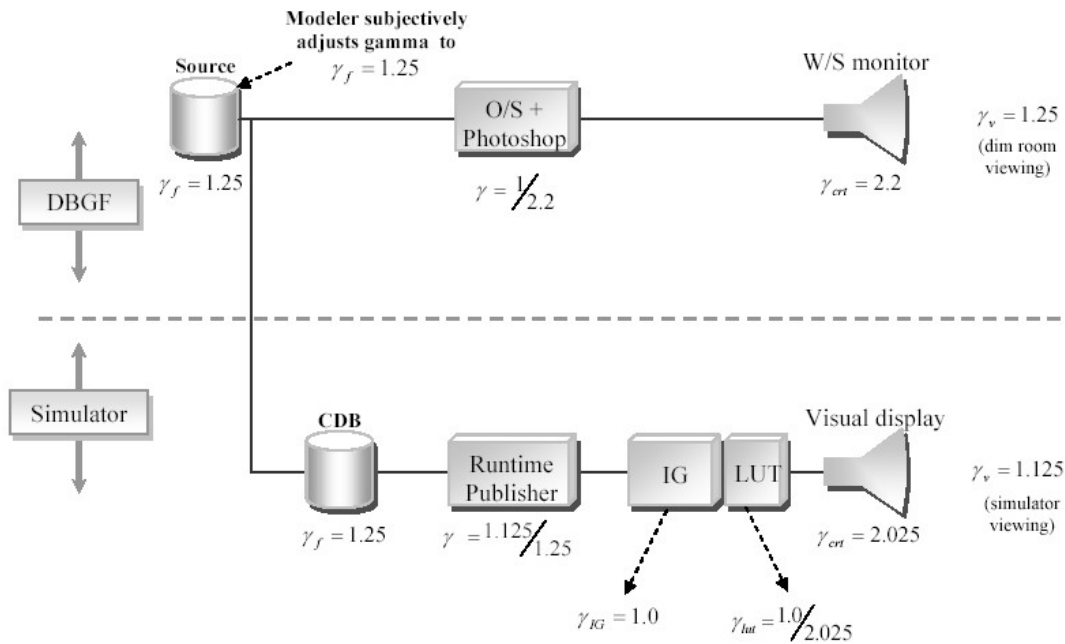 Modeler subjectively
adjusts gamma to
γf = 1.25
Source
W/S monitor
O/S +
Photoshop
γv = 1.25
(dim room
viewing)
γf = 1.25
γ = 1/2.2
γcrt = 2.2
DBGF
Simulator
CDB
Visual display
Runtime
Publisher
IG
LUT
γv = 1.125
(simulator
viewing)
γf = 1.25
γ = 1.125/1.25
γcrt = 2.025
γIG = 1.0
γlut = 1.0/2.025